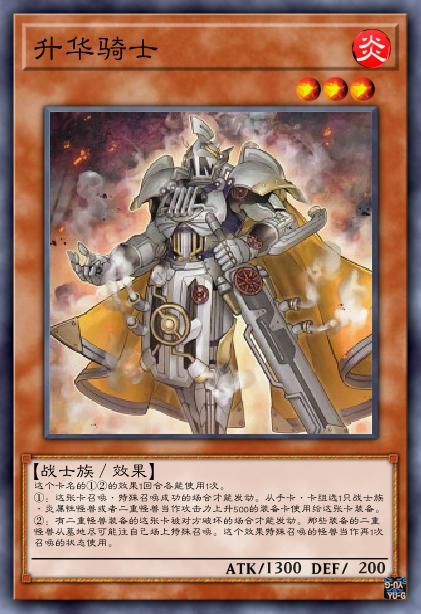 升华骑士
炎
【战士族／效果】
这个卡名的①②的效果1回合各能使用1次。
①：这张卡召唤·特殊召唤成功的场合才能发动。从手卡·卡组选1只战士族
·炎属性怪兽或者二重怪兽当作攻击力上升500的装备卡使用给这张卡装备。
②：有二重怪兽装备的这张卡被对方破坏的场合才能发动。那些装备的二重
怪兽从墓地尽可能往自己场上特殊召唤。这个效果特殊召唤的怪兽当作再1次
召唤的状态使用。
ATK/1300 DEF/ 200